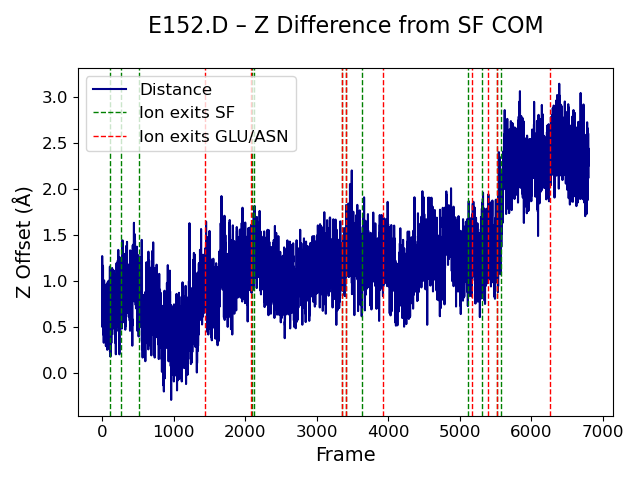 E152.D – Z Difference from SF COM
Distance
Ion exits SF
Ion exits GLU/ASN
3.0
2.5
2.0
1.5
1.0
0.5
0.0
Z Offset (Å)
0 1000 2000 3000 4000 5000 6000 7000
Frame